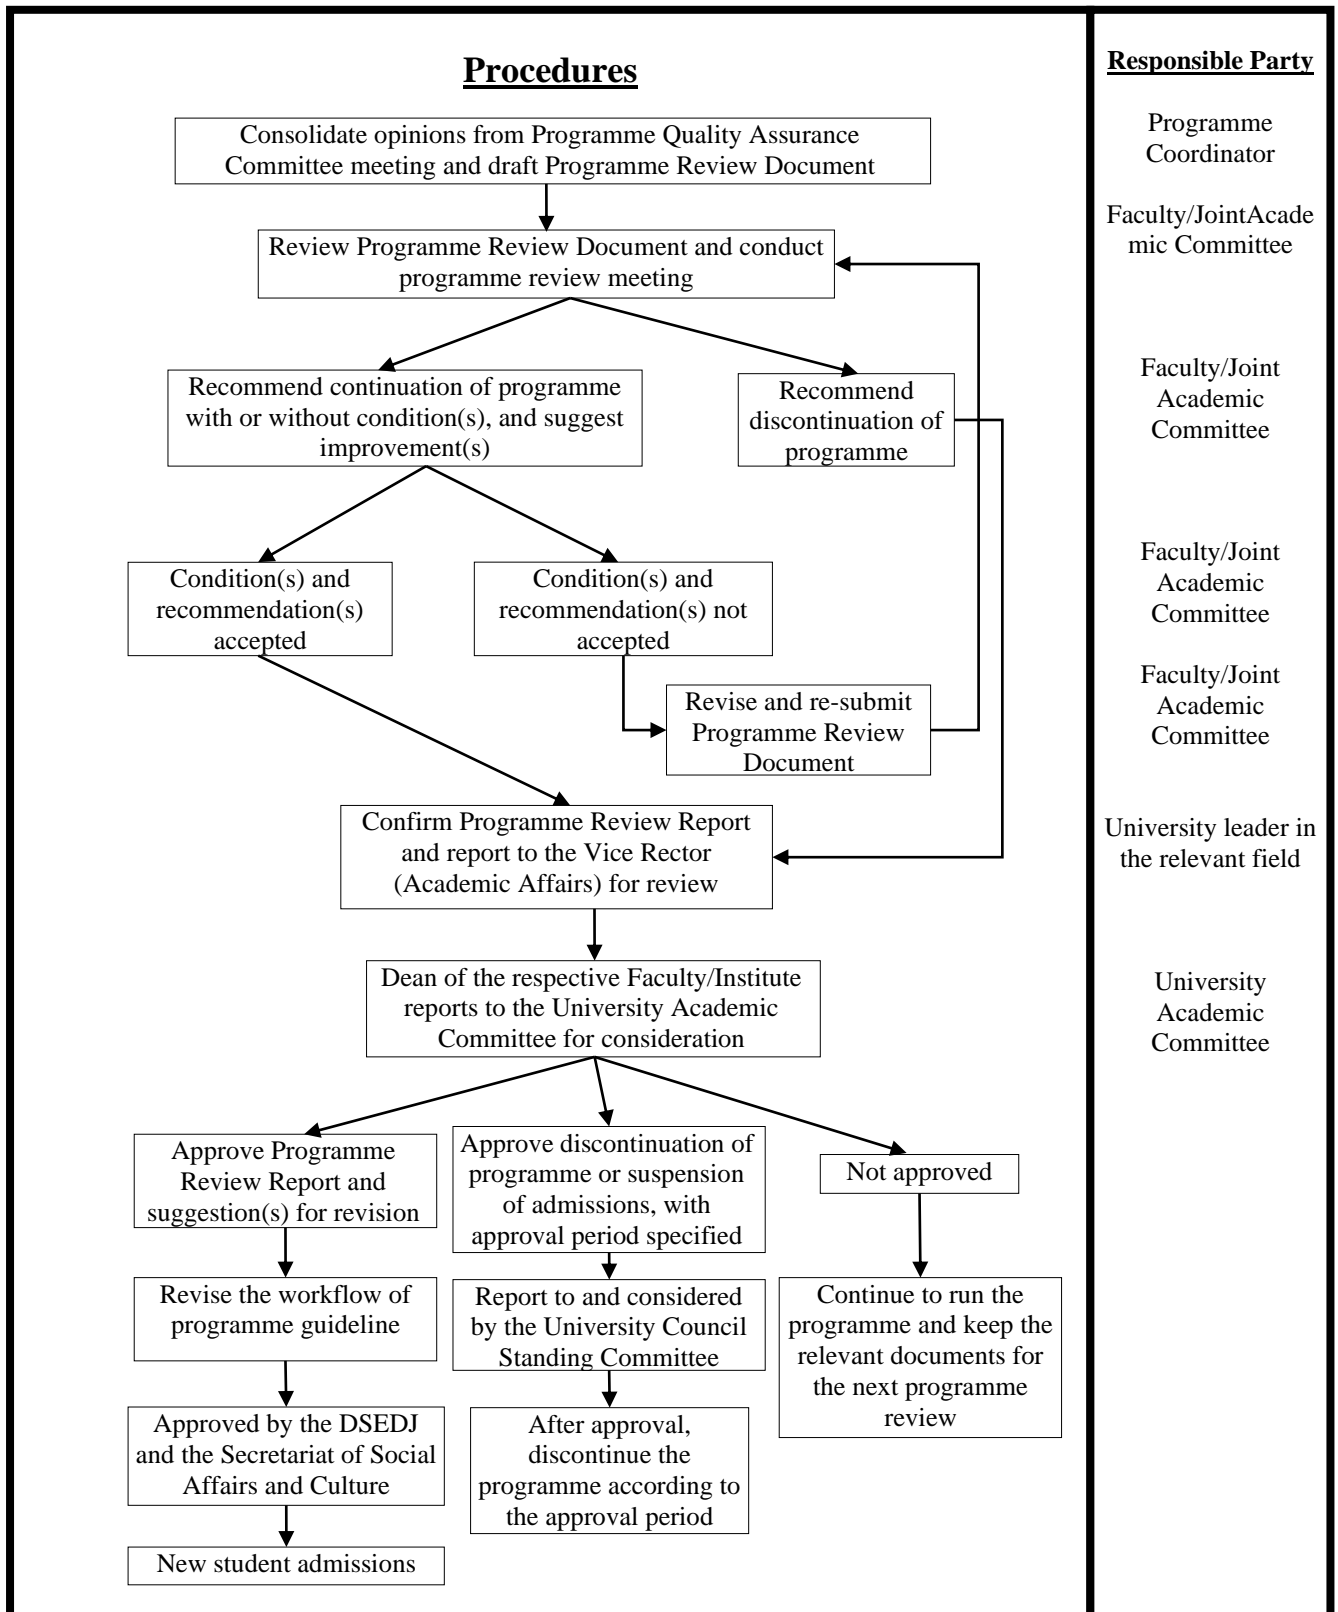 Procedures
Responsible Party
Consolidate opinions from Programme Quality Assurance
Committee meeting and draft Programme Review Document
Programme
Coordinator
Review Programme Review Document and conduct
programme review meeting
Faculty/JointAcade
mic Committee
Recommend continuation of programme
with or without condition(s), and suggest
improvement(s)
Recommend
discontinuation of
programme
Faculty/Joint
Academic
Committee
Condition(s) and
recommendation(s)
accepted
Condition(s) and
recommendation(s) not
accepted
Faculty/Joint
Academic
Committee
Revise and re-submit
Programme Review
Document
Faculty/Joint
Academic
Committee
Confirm Programme Review Report
and report to the Vice Rector
(Academic Affairs) for review
University leader in
the relevant field
Dean of the respective Faculty/Institute
reports to the University Academic
Committee for consideration
University
Academic
Committee
Approve Programme
Review Report and
suggestion(s) for revision
Approve discontinuation of
programme or suspension
of admissions, with
approval period specified
Not approved
Revise the workflow of
programme guideline
Report to and considered
by the University Council
Standing Committee
Continue to run the
programme and keep the
relevant documents for
the next programme
review
Approved by the DSEDJ
and the Secretariat of Social
Affairs and Culture
After approval,
discontinue the
programme according to
the approval period
New student admissions